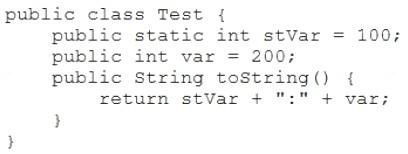 public class Test {
    public static int stVar = 100;
    public int var = 200;
    public String toString() {
        return stVar + ":" + var;
    }
}